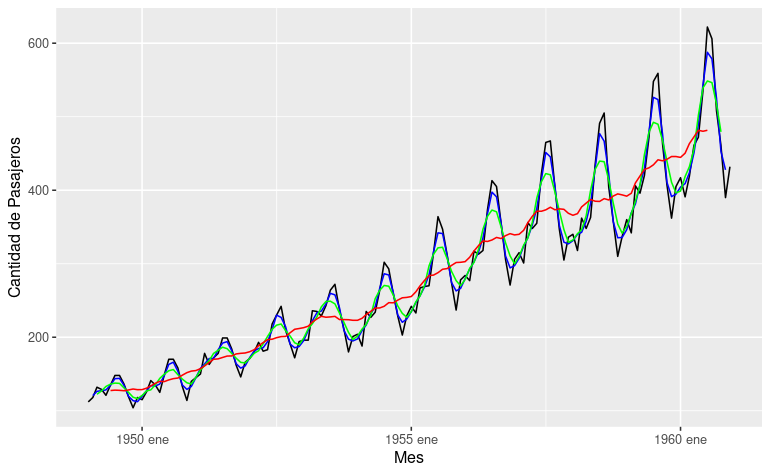 Cantidad de Pasajeros
600
400
200
1950 ene
1955 ene
1960 ene
Mes